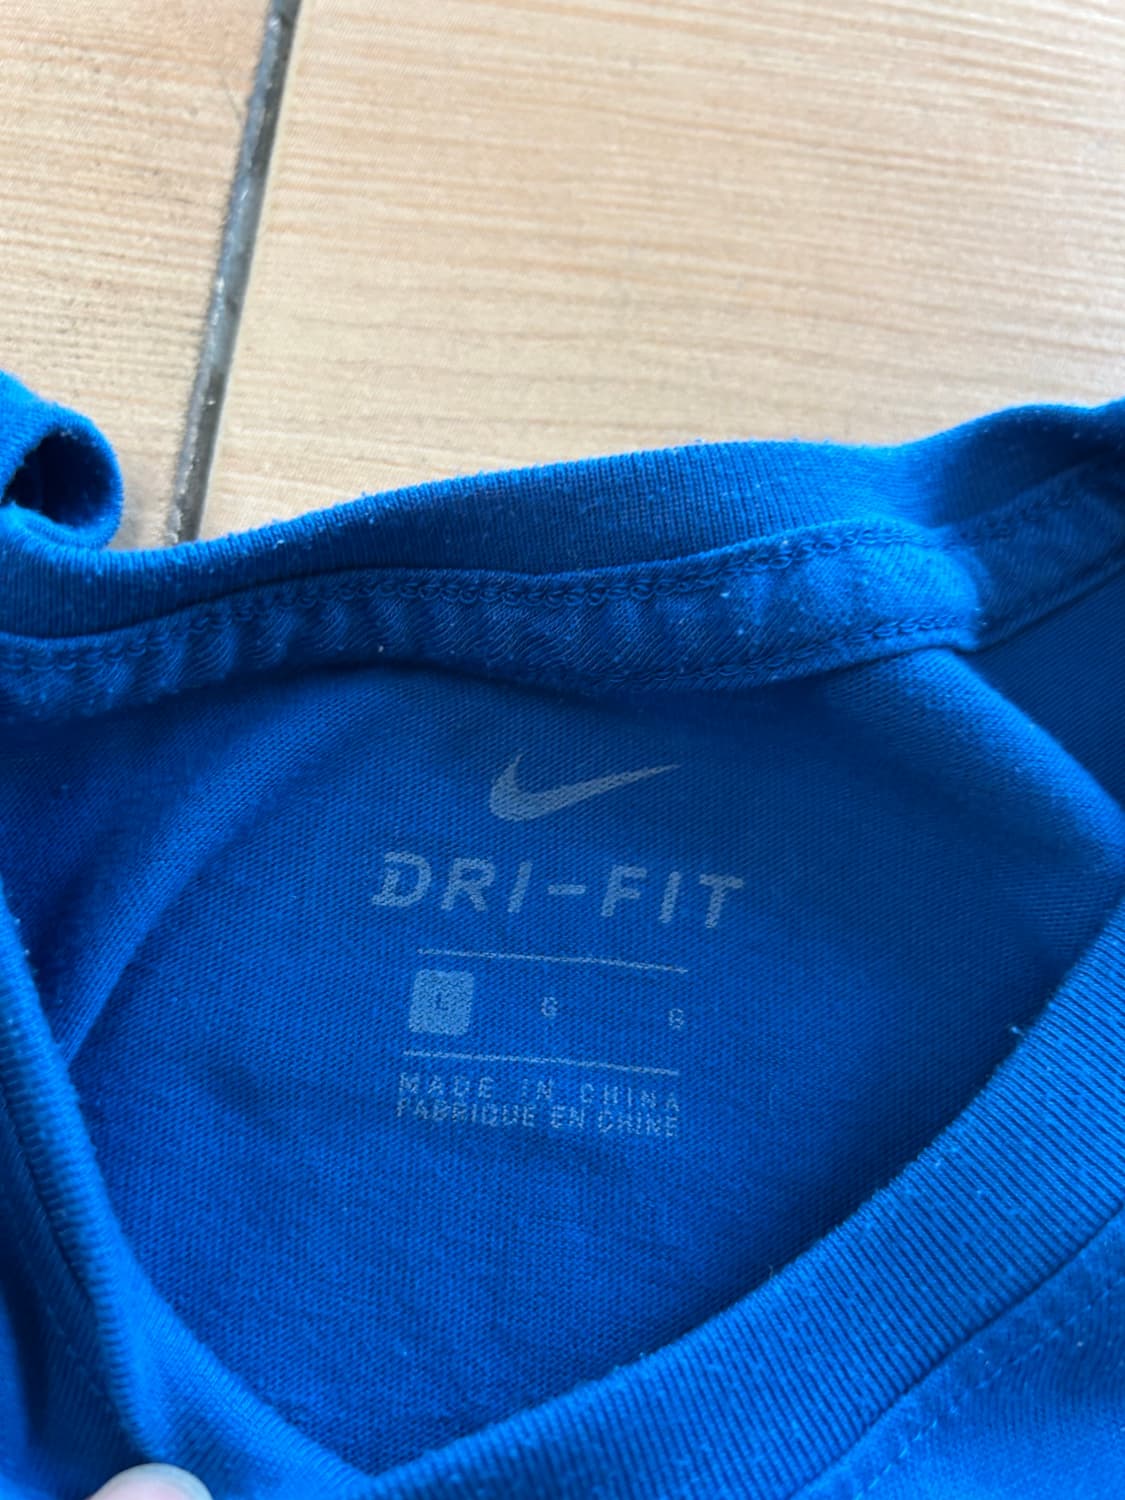 DRI-FIT
L G G
MADE IN CHINA
FABRIQUE EN CHINE